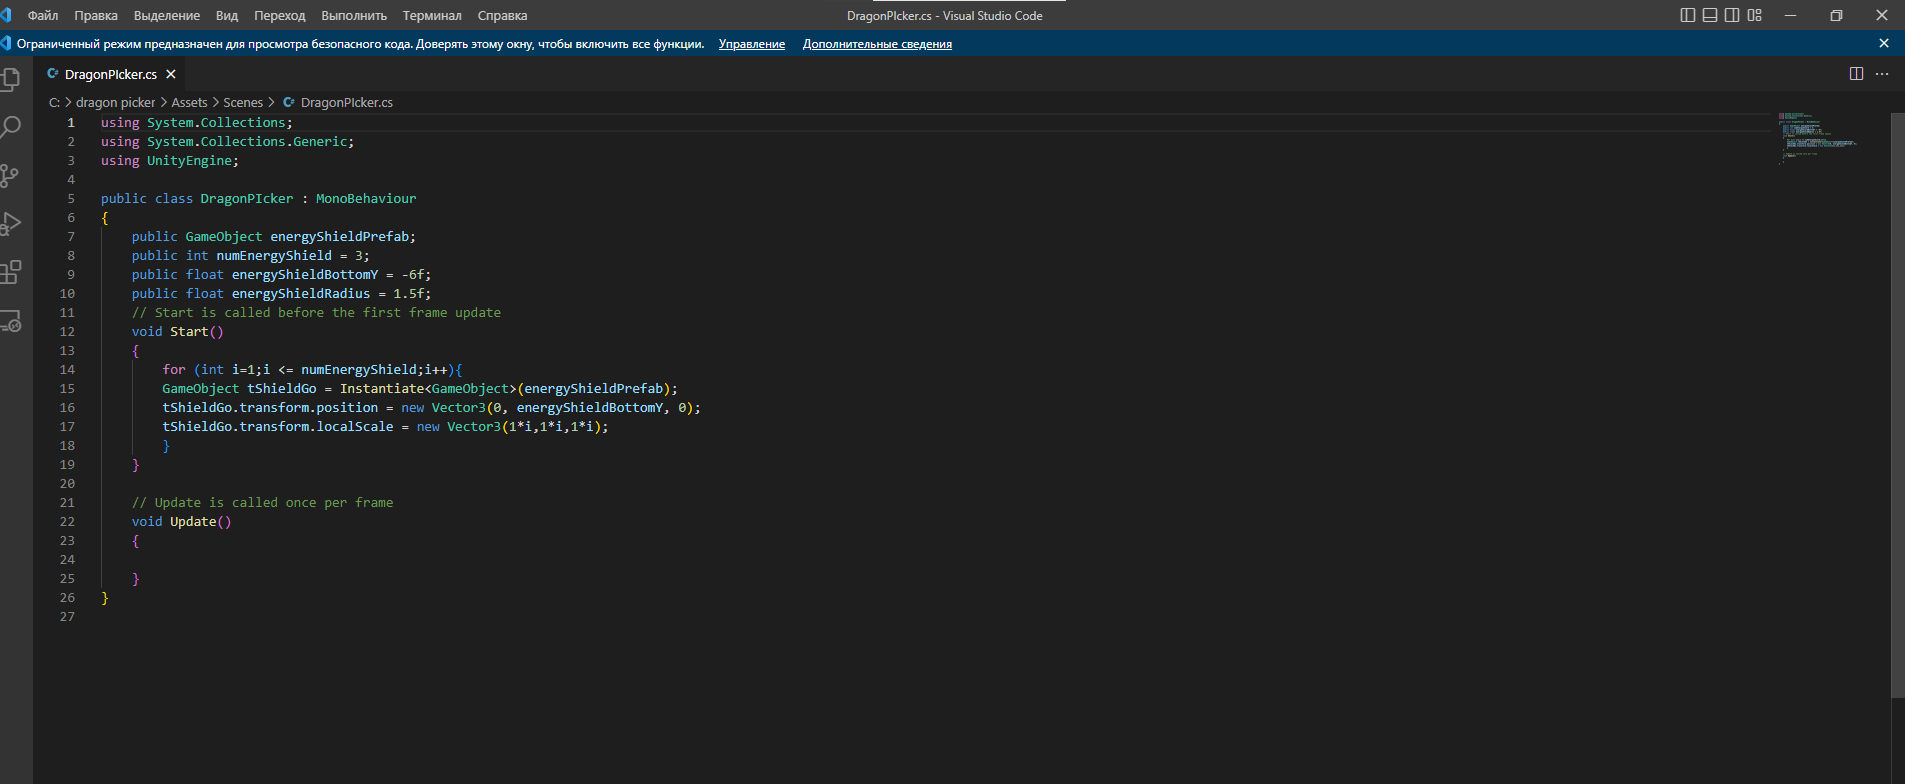 Файл Правка Выделение Вид Переход Выполнить Терминал Справка DragonPIcker.cs - Visual Studio Code
Ограниченный режим предназначен для просмотра безопасного кода. Доверять этому окну, чтобы включить все функции. Управление Дополнительные сведения
DragonPIcker.cs
C: > dragon picker > Assets > Scenes > DragonPIcker.cs
1 using System.Collections;
2 using System.Collections.Generic;
3 using UnityEngine;
4
5 public class DragonPIcker : MonoBehaviour
6 {
7 public GameObject energyShieldPrefab;
8 public int numEnergyShield = 3;
9 public float energyShieldBottomY = -6f;
10 public float energyShieldRadius = 1.5f;
11 // Start is called before the first frame update
12 void Start()
13 {
14 for (int i=1;i <= numEnergyShield;i++){
15 GameObject tShieldGo = Instantiate<GameObject>(energyShieldPrefab);
16 tShieldGo.transform.position = new Vector3(0, energyShieldBottomY, 0);
17 tShieldGo.transform.localScale = new Vector3(1*i,1*i,1*i);
18 }
19 }
20
21 // Update is called once per frame
22 void Update()
23 {
24
25 }
26 }
27